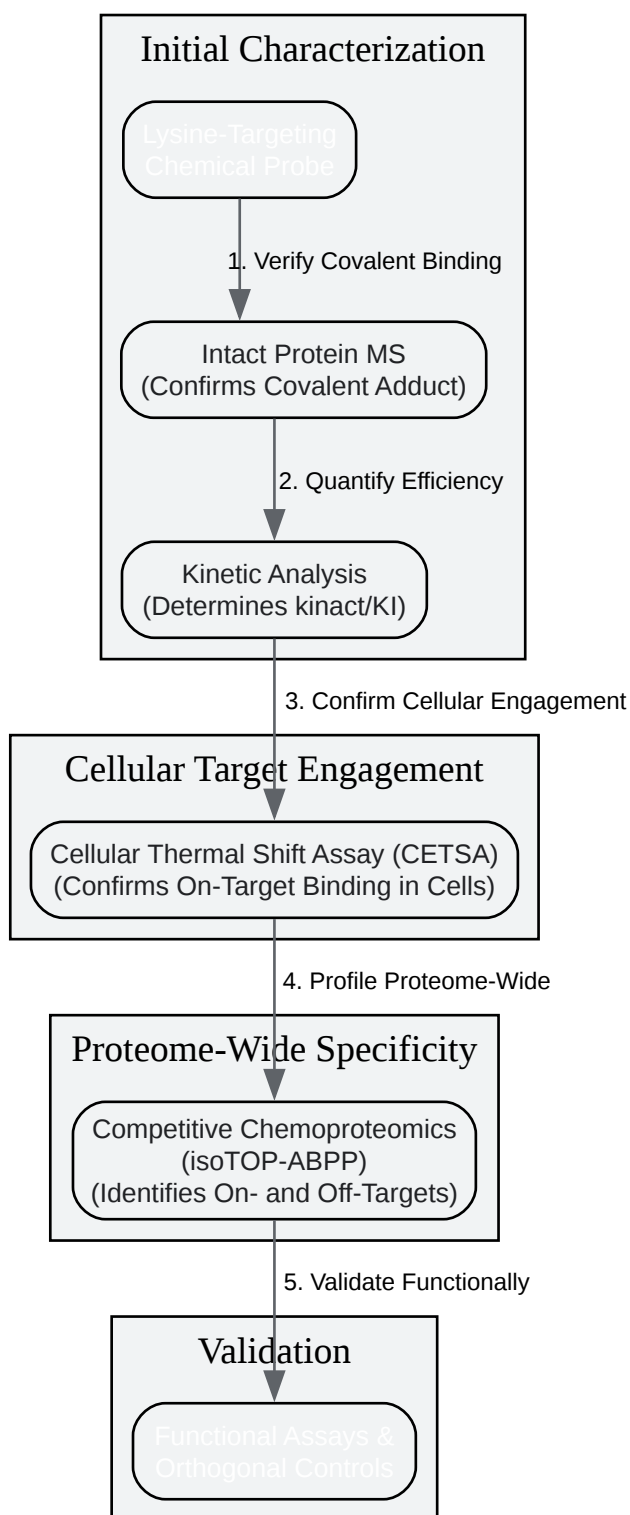 Initial Characterization
Lysine-Targeting
Chemical Probe
1. Verify Covalent Binding
Intact Protein MS
(Confirms Covalent Adduct)
2. Quantify Efficiency
Kinetic Analysis
(Determines kinact/KI)
3. Confirm Cellular Engagement
Cellular Target Engagement
Cellular Thermal Shift Assay (CETSA)
(Confirms On-Target Binding in Cells)
4. Profile Proteome-Wide
Proteome-Wide Specificity
Competitive Chemoproteomics
(isoTOP-ABPP)
(Identifies On- and Off-Targets)
5. Validate Functionally
Validation
Functional Assays &
Orthogonal Controls